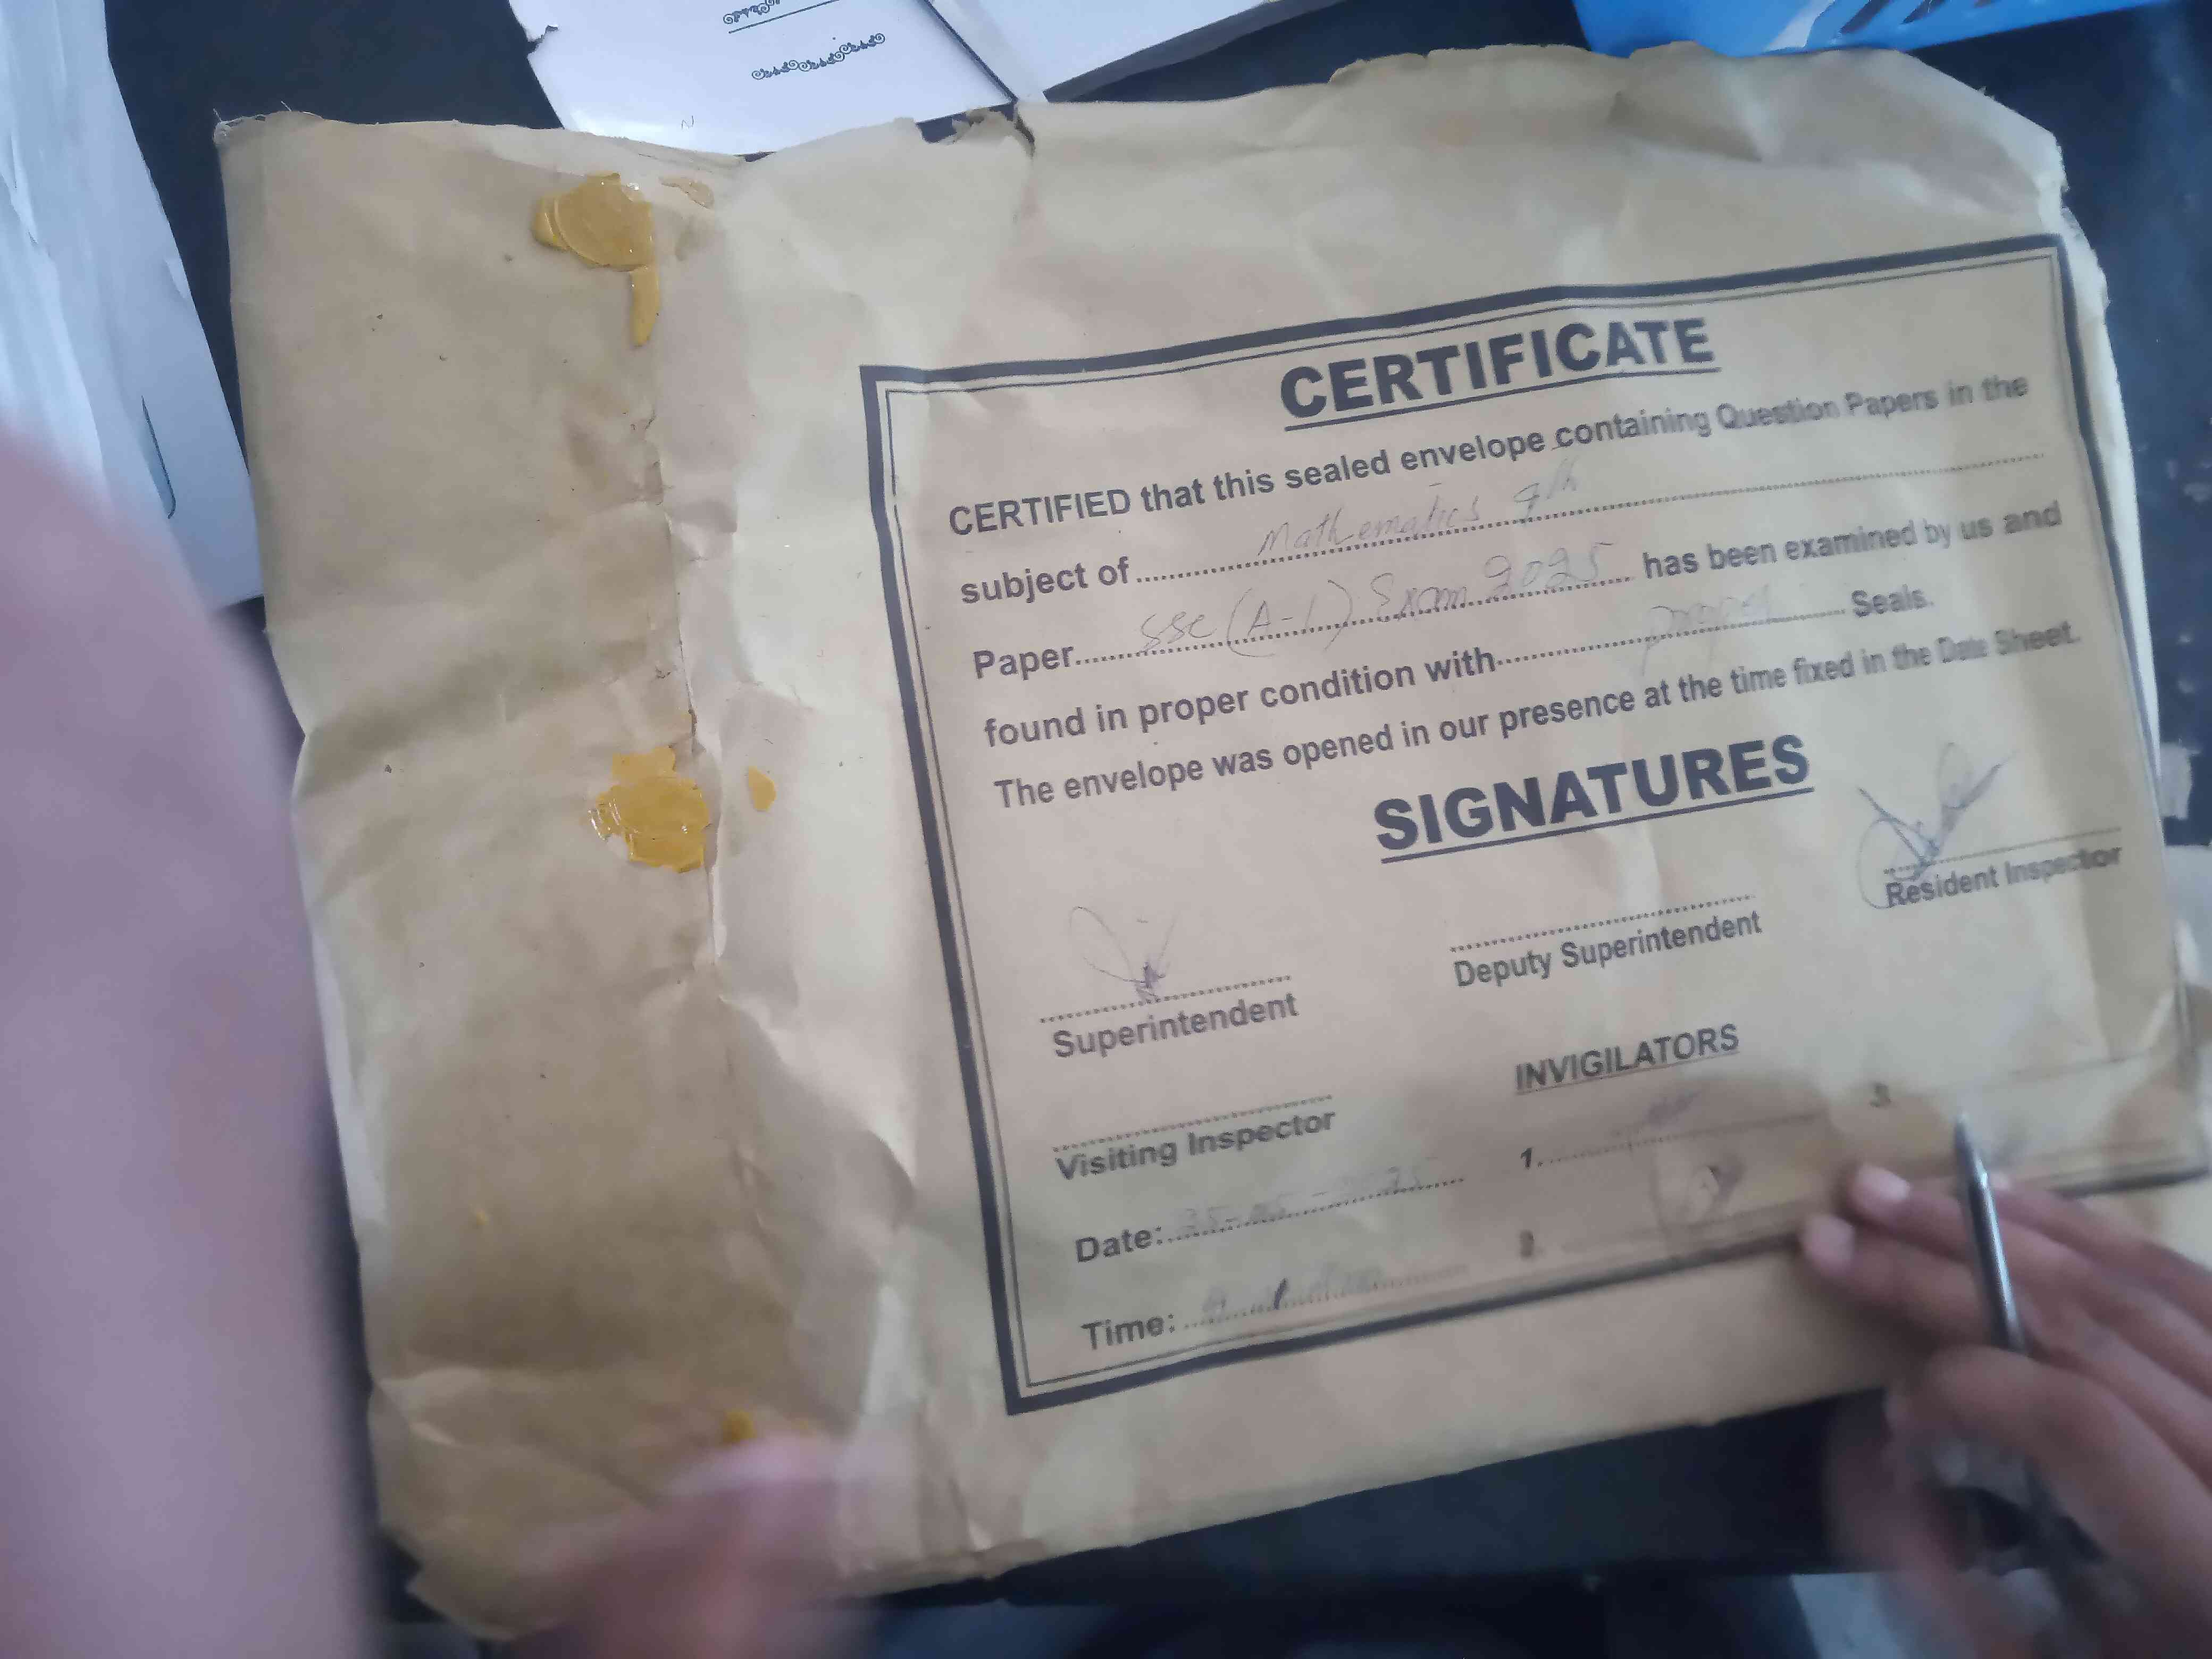 CERTIFICATE
CERTIFIED that this sealed envelope containing Question Papers in the
subject of Mathematics 9th
Paper SSC (A-I) Exam 2025 has been examined by us and
found in proper condition with proper Seals.
The envelope was opened in our presence at the time fixed in the Date Sheet.
SIGNATURES
Superintendent
Deputy Superintendent
Resident Inspector
INVIGILATORS
Visiting Inspector
1.
3.
Date:
2.
Time: